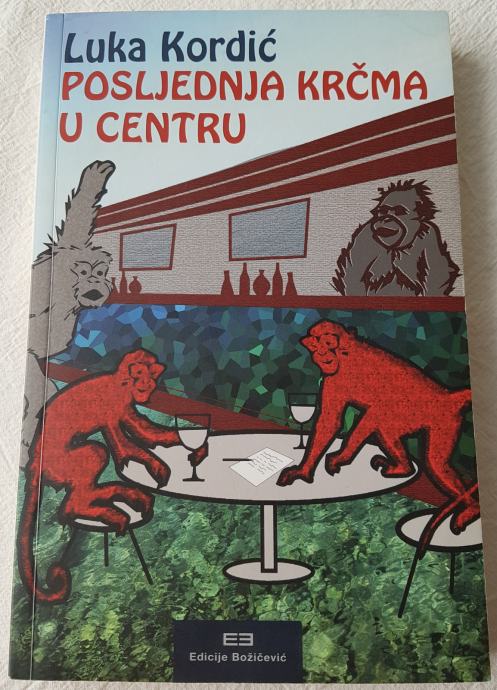 Luka Kordić
POSLJEDNJA KRČMA
U CENTRU
Edicije Božičević